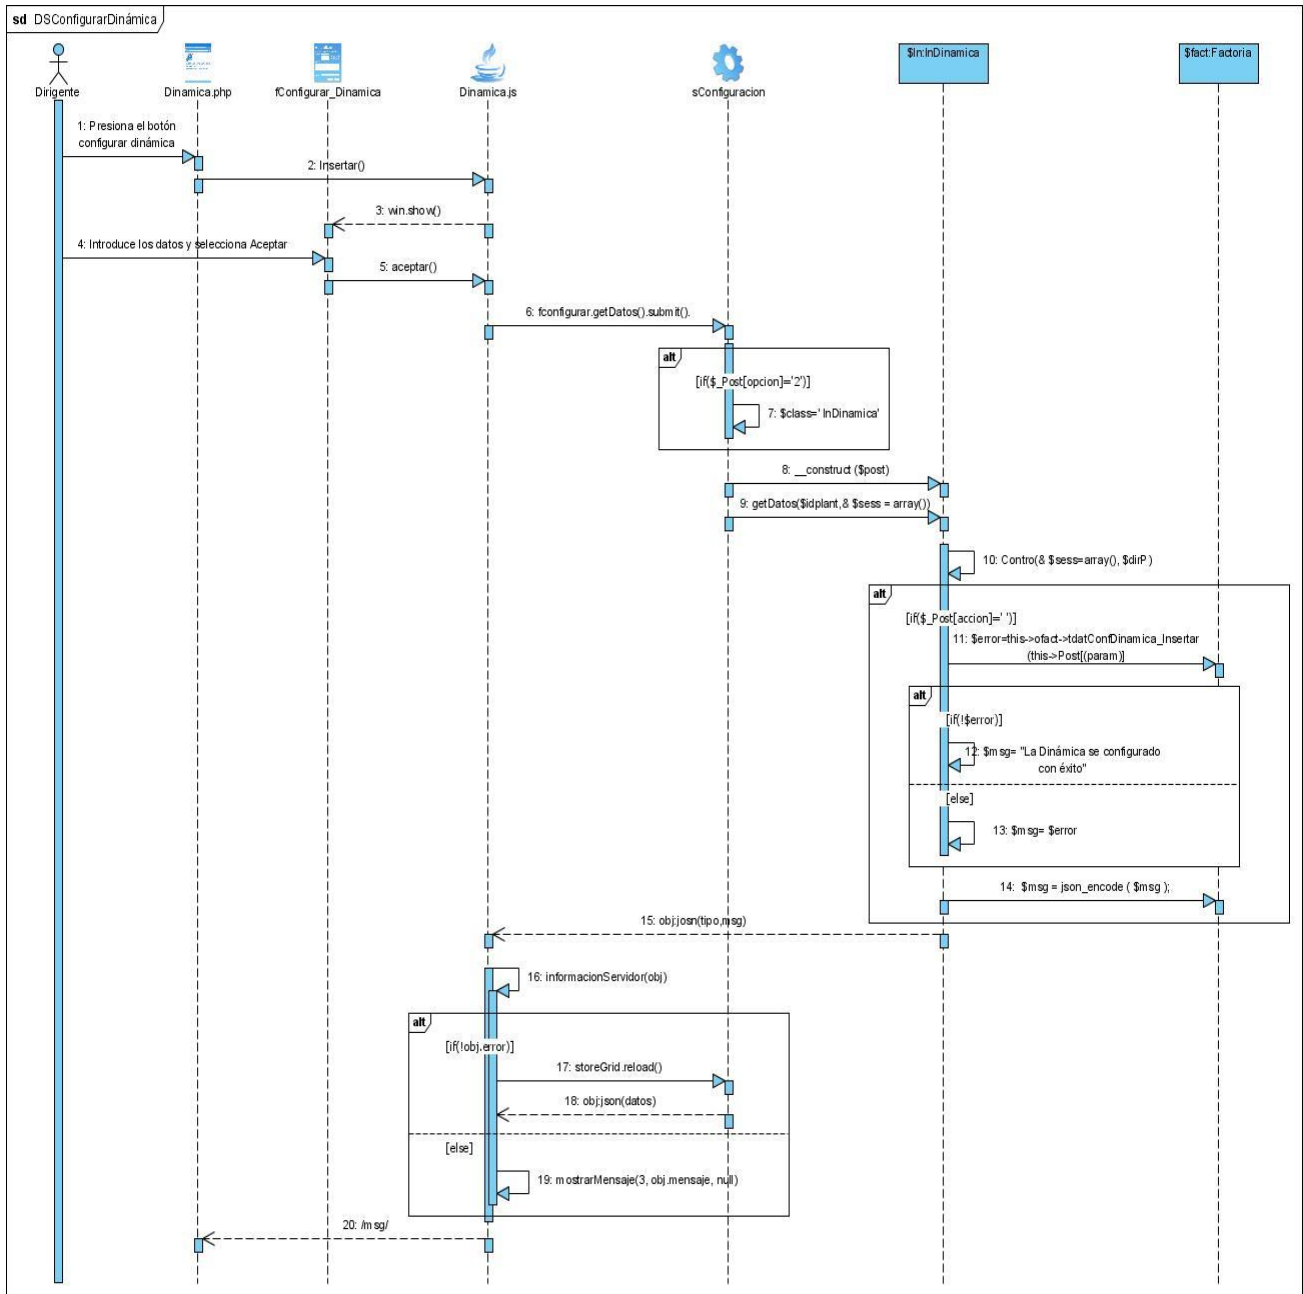 sd DSConfigurarDinámica
$In:InDinamica
$fact:Factoria
Dirigente
Dinamica.php
fConfigurar_Dinamica
Dinamica.js
sConfiguracion
1: Presiona el botón
configurar dinámica
2: Insertar()
3: win.show()
4: Introduce los datos y selecciona Aceptar
5: aceptar()
6: fconfigurar.getDatos().submit().
alt
[if($_Post[opcion]='2')]
7: $class=' InDinamica'
8: __construct ($post)
9: getDatos($idplant,& $sess = array())
10: Contro(& $sess=array(), $dirP )
alt
[if($_Post[accion]=' ')]
11: $error=this->ofact->tdatConfDinamica_Insertar
(this->Post[(param)]
alt
[if(!$error)]
12: $msg= "La Dinámica se configurado
con éxito"
[else]
13: $msg= $error
14:  $msg = json_encode ( $msg );
15: obj:josn(tipo,msg)
16: informacionServidor(obj)
alt
[if(!obj.error)]
17: storeGrid.reload()
18: obj:json(datos)
[else]
19: mostrarMensaje(3, obj.mensaje, null)
20: /msg/